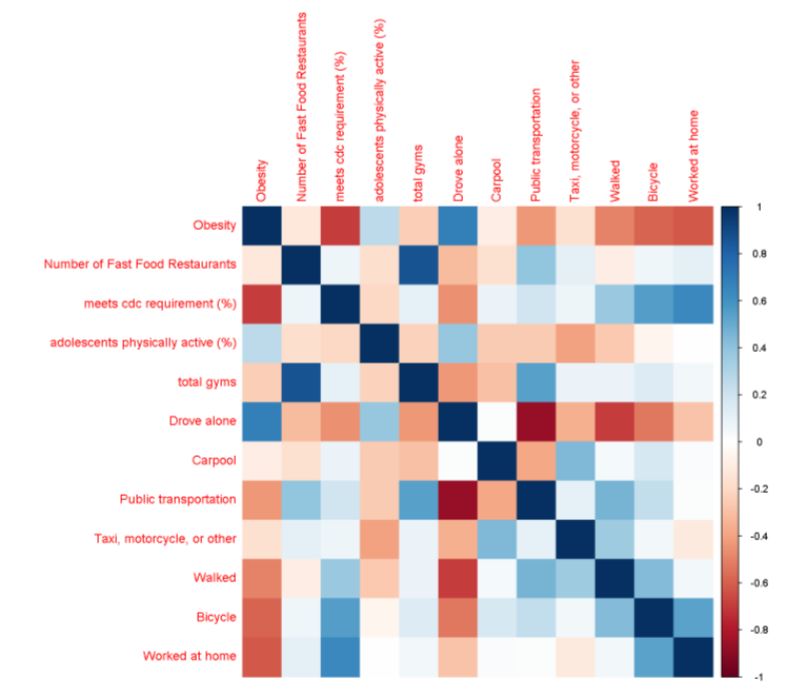 Obesity
Number of Fast Food Restaurants
meets cdc requirement (%)
adolescents physically active (%)
total gyms
Drove alone
Carpool
Public transportation
Taxi, motorcycle, or other
Walked
Bicycle
Worked at home
Obesity
Number of Fast Food Restaurants
meets cdc requirement (%)
adolescents physically active (%)
total gyms
Drove alone
Carpool
Public transportation
Taxi, motorcycle, or other
Walked
Bicycle
Worked at home
1
0.8
0.6
0.4
0.2
0
-0.2
-0.4
-0.6
-0.8
-1